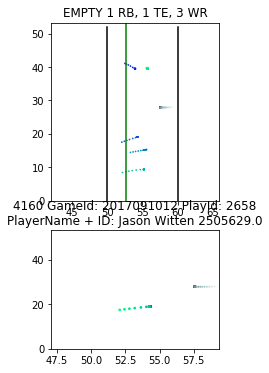 EMPTY 1 RB, 1 TE, 3 WR
50
40
30
20
10
0
45 50 55 60 65
4160 GameId: 2017091012 PlayId: 2658
PlayerName + ID: Jason Witten 2505629.0
40
20
0
47.5 50.0 52.5 55.0 57.5